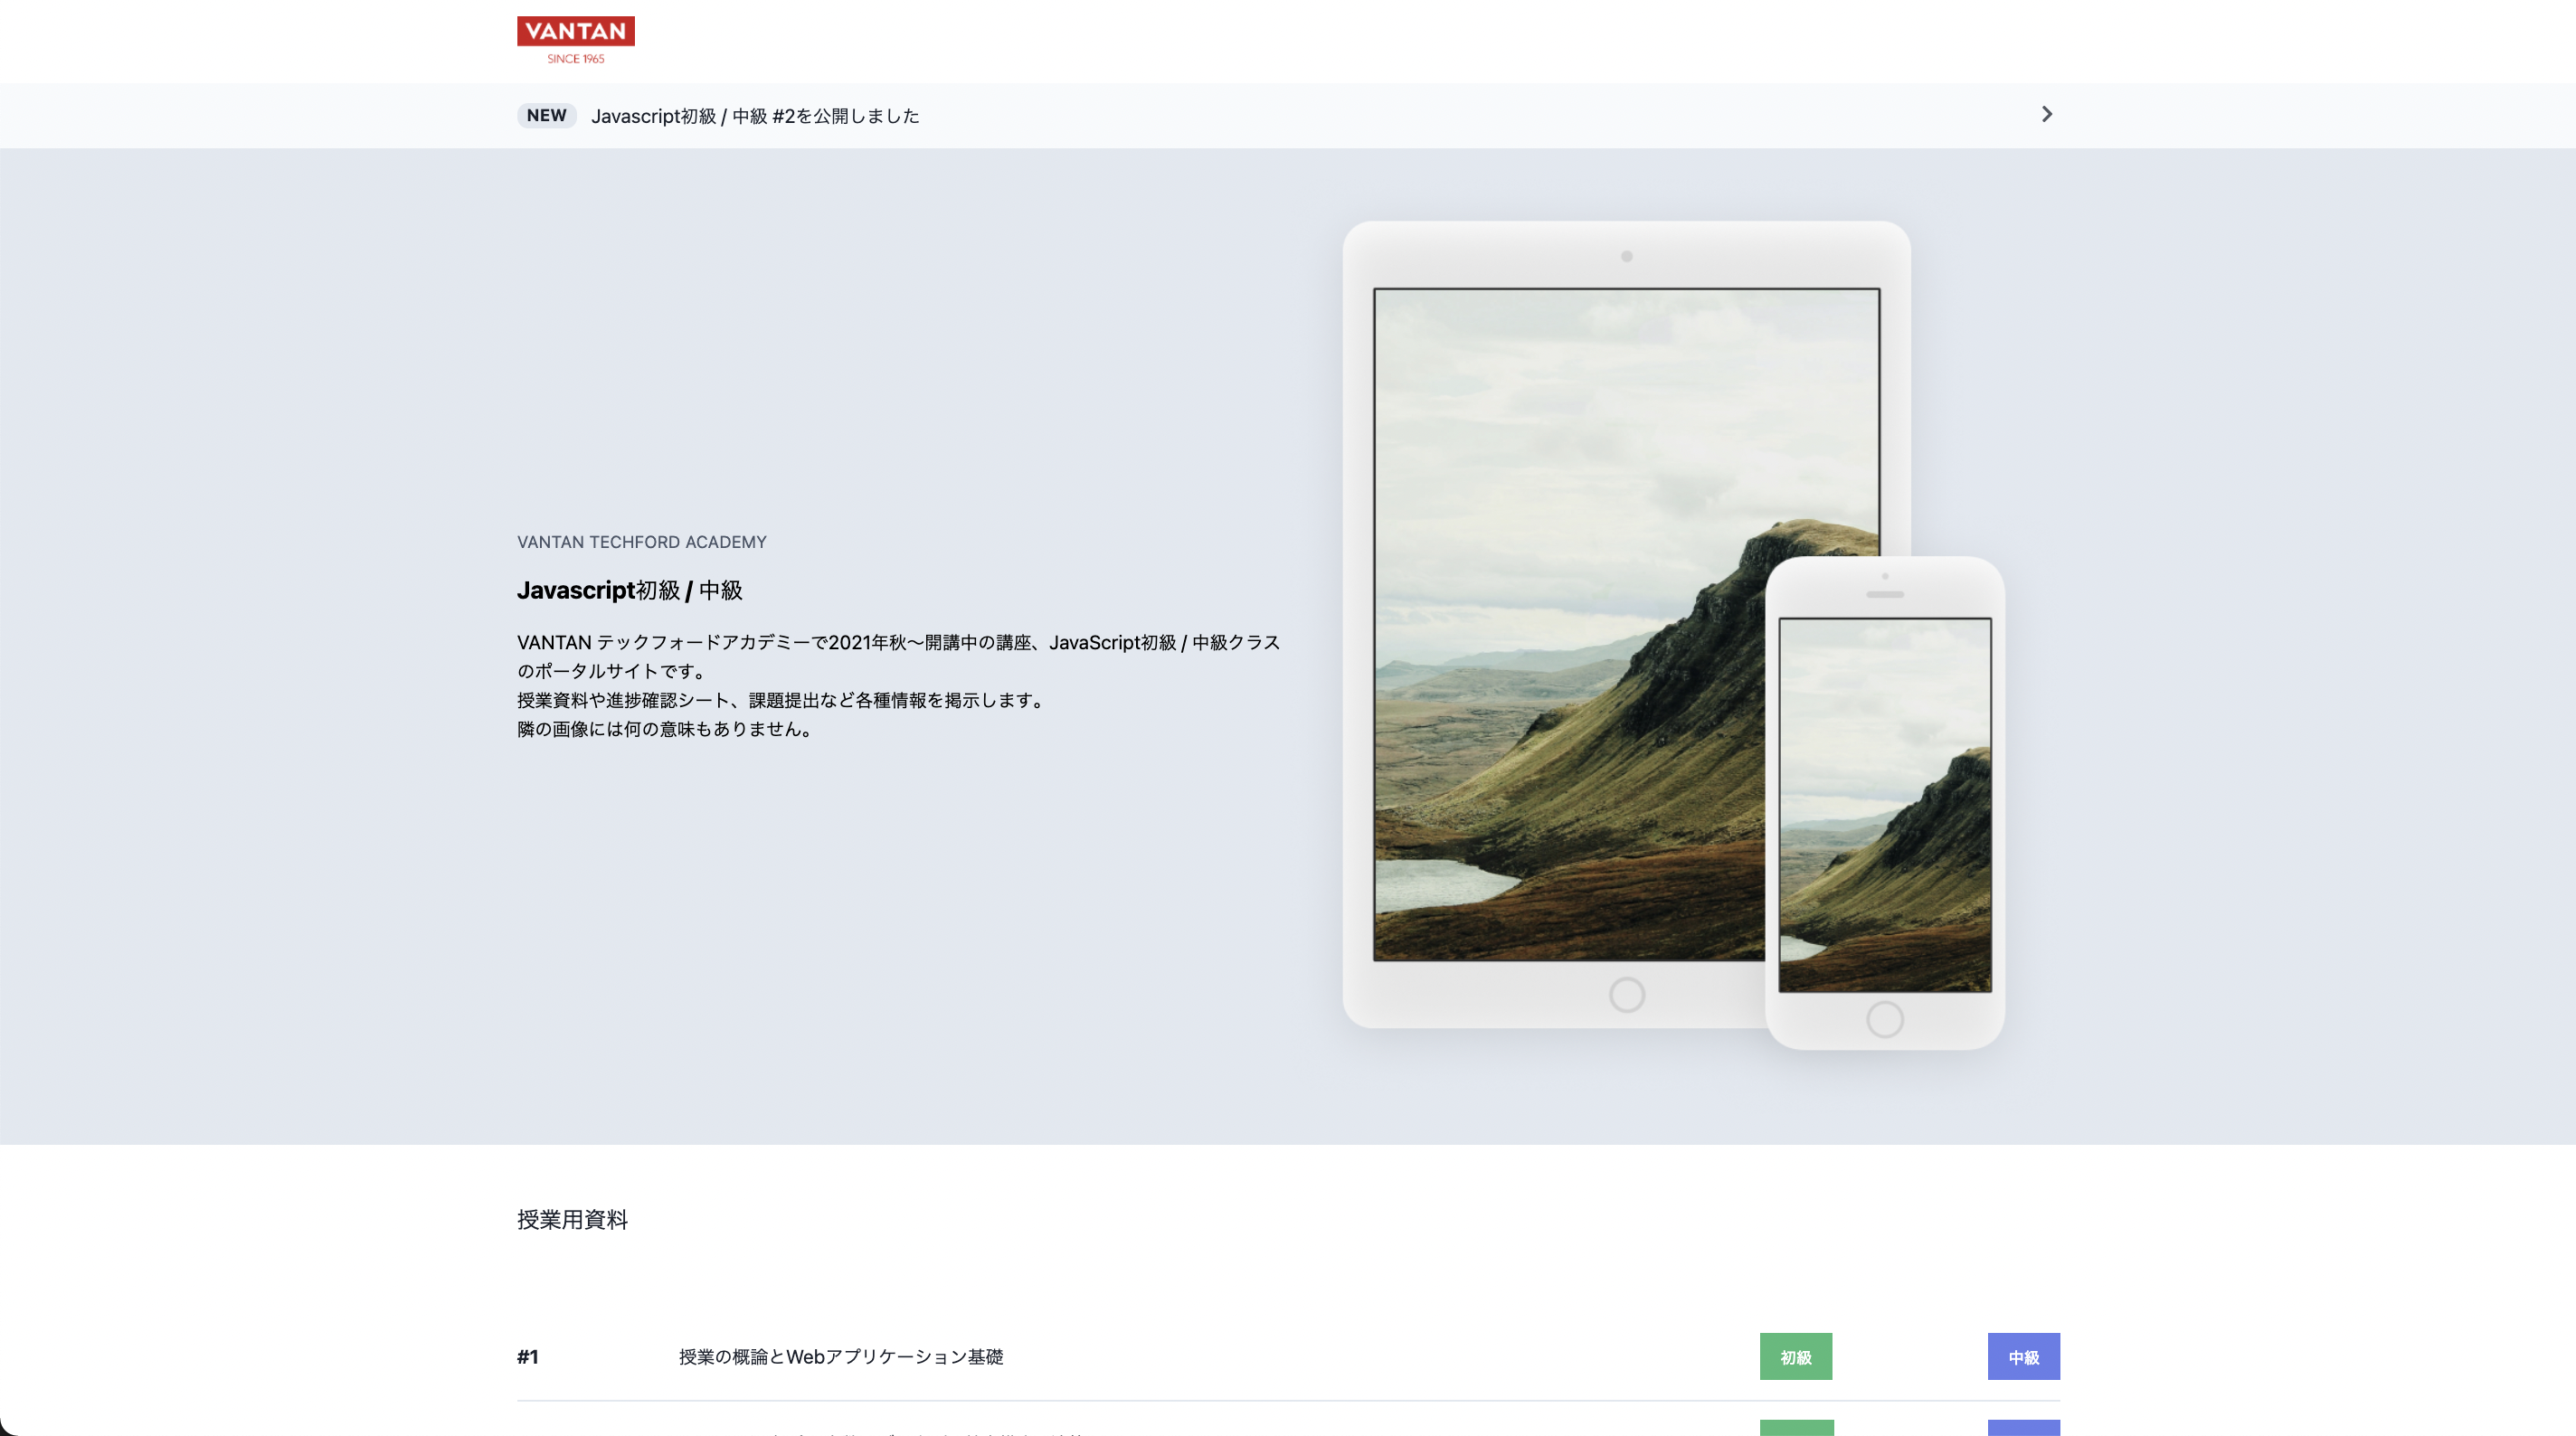 VANTAN
SINCE 1965
NEW Javascript初級 / 中級 #2を公開しました
VANTAN TECHFORD ACADEMY
Javascript初級 / 中級
VANTAN テックフォードアカデミーで2021年秋〜開講中の講座、JavaScript初級 / 中級クラス
のポータルサイトです。
授業資料や進捗確認シート、課題提出など各種情報を掲示します。
隣の画像には何の意味もありません。
授業用資料
#1 授業の概論とWebアプリケーション基礎 初級 中級